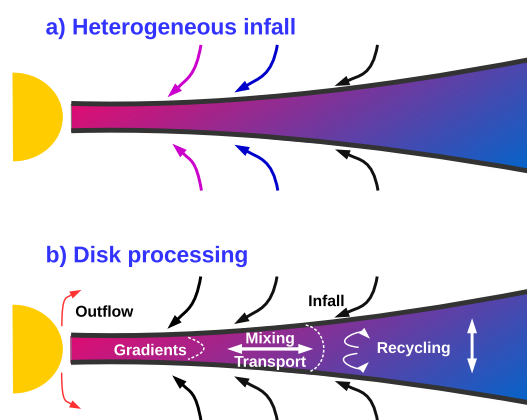 a) Heterogeneous infall
b) Disk processing
Infall
Outflow
Mixing
Gradients
Recycling
Transport